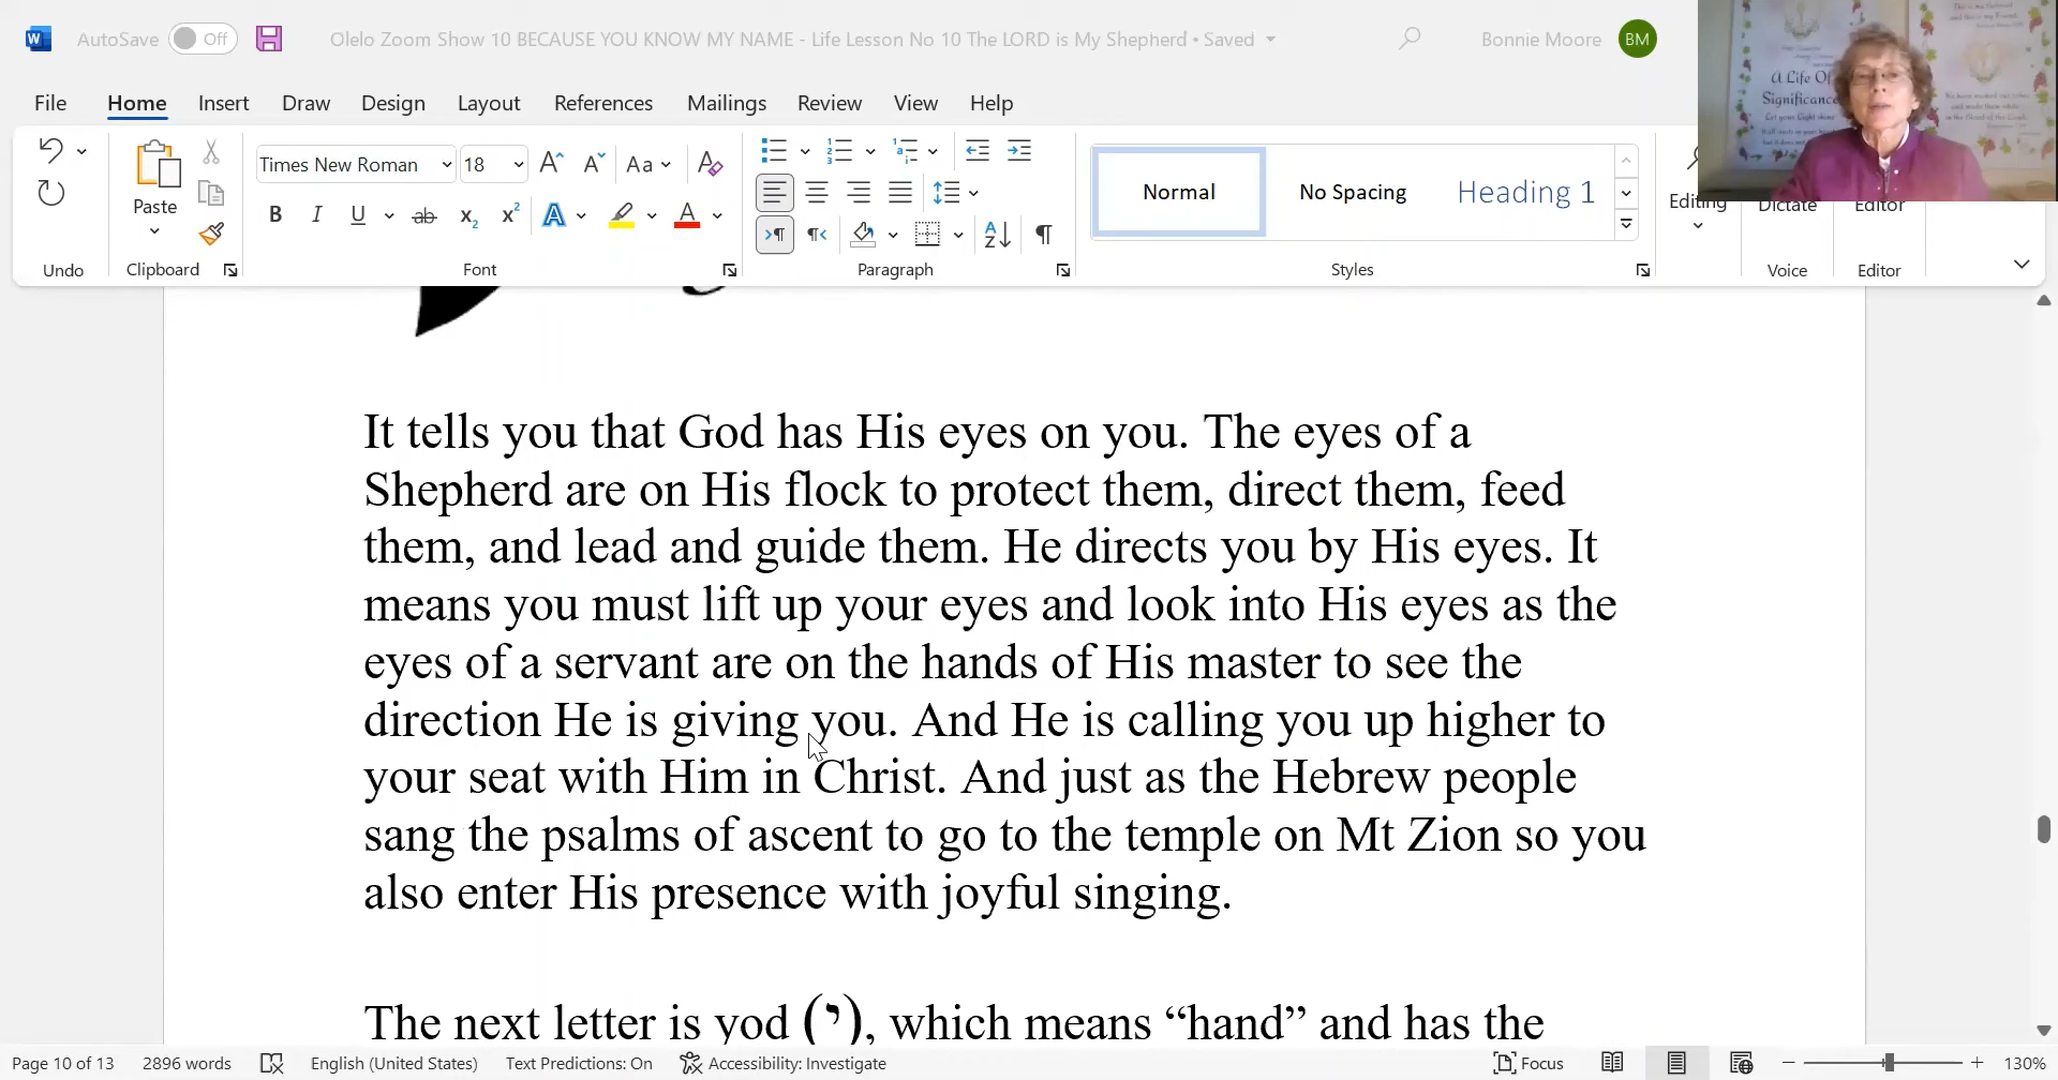 AutoSave Off Olelo Zoom Show 10 BECAUSE YOU KNOW MY NAME - Life Lesson No 10 The LORD is My Shepherd • Saved Bonnie Moore BM
File Home Insert Draw Design Layout References Mailings Review View Help
A Life Of
Significance
Times New Roman 18 Aa
Paste
Normal No Spacing Heading 1
Editing Dictate Editor
Undo Clipboard Font Paragraph Styles Voice Editor
It tells you that God has His eyes on you. The eyes of a
Shepherd are on His flock to protect them, direct them, feed
them, and lead and guide them. He directs you by His eyes. It
means you must lift up your eyes and look into His eyes as the
eyes of a servant are on the hands of His master to see the
direction He is giving you. And He is calling you up higher to
your seat with Him in Christ. And just as the Hebrew people
sang the psalms of ascent to go to the temple on Mt Zion so you
also enter His presence with joyful singing.
The next letter is yod (י), which means “hand” and has the
Page 10 of 13 2896 words English (United States) Text Predictions: On Accessibility: Investigate Focus 130%